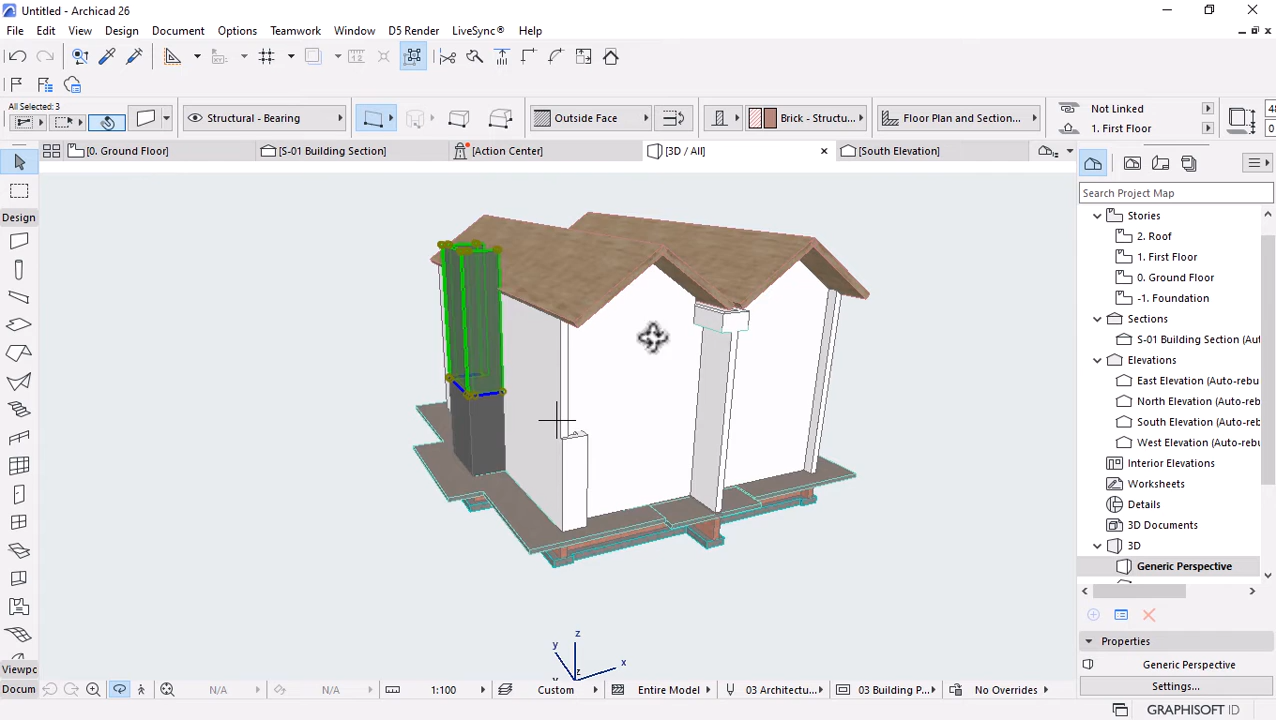 Untitled - Archicad 26
File Edit View Design Document Options Teamwork Window D5 Render LiveSync® Help
All Selected: 3
Structural - Bearing
Outside Face
Brick - Structu...
Floor Plan and Section...
Not Linked
1. First Floor
[0. Ground Floor]
[S-01 Building Section]
[Action Center]
[3D / All]
[South Elevation]
Design
Search Project Map
Stories
2. Roof
1. First Floor
0. Ground Floor
-1. Foundation
Sections
S-01 Building Section (Aut
Elevations
East Elevation (Auto-rebu
North Elevation (Auto-reb
South Elevation (Auto-reb
West Elevation (Auto-rebu
Interior Elevations
Worksheets
Details
3D Documents
3D
Generic Perspective
Properties
Generic Perspective
Settings...
z
y
x
z
Viewpc
Docum
N/A
N/A
1:100
Custom
Entire Model
03 Architectu...
03 Building P...
No Overrides
GRAPHISOFT ID